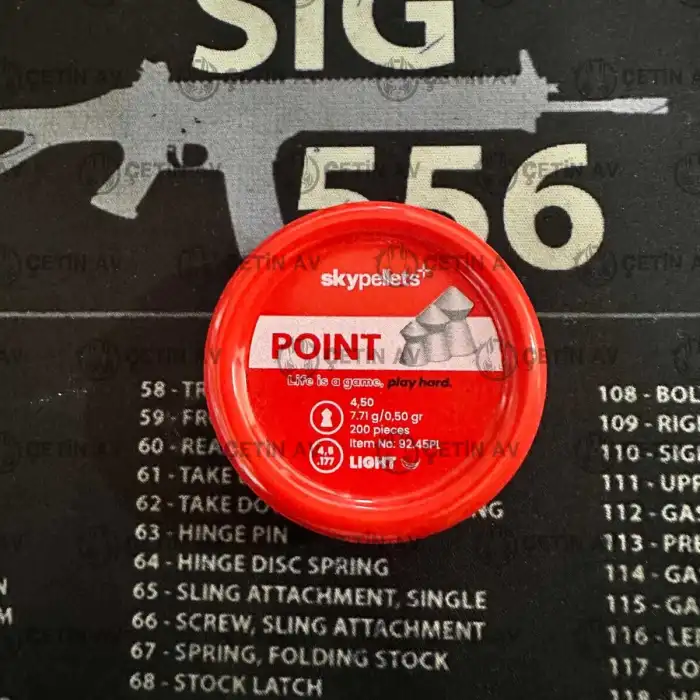 SIG
556
skypellets+
POINT
Life is a game, play hard.
4,50
7.71 g/0,50 gr
200 pieces
Item No: 92.45PL
4,5
.177
LIGHT
58 - TR
59 - FR
60 - REA
61 - TAKE
62 - TAKE DO NG
63 - HINGE PIN
64 - HINGE DISC SPRING
65 - SLING ATTACHMENT, SINGLE
66 - SCREW, SLING ATTACHMENT
67 - SPRING, FOLDING STOCK
68 - STOCK LATCH
108 - BOL
109 - RIG
110 - SIG
111 - UPP
112 - GAS
113 - PRE
114 - GA
115 - GA
116 - LE
117 - LO
ÇETİN AV